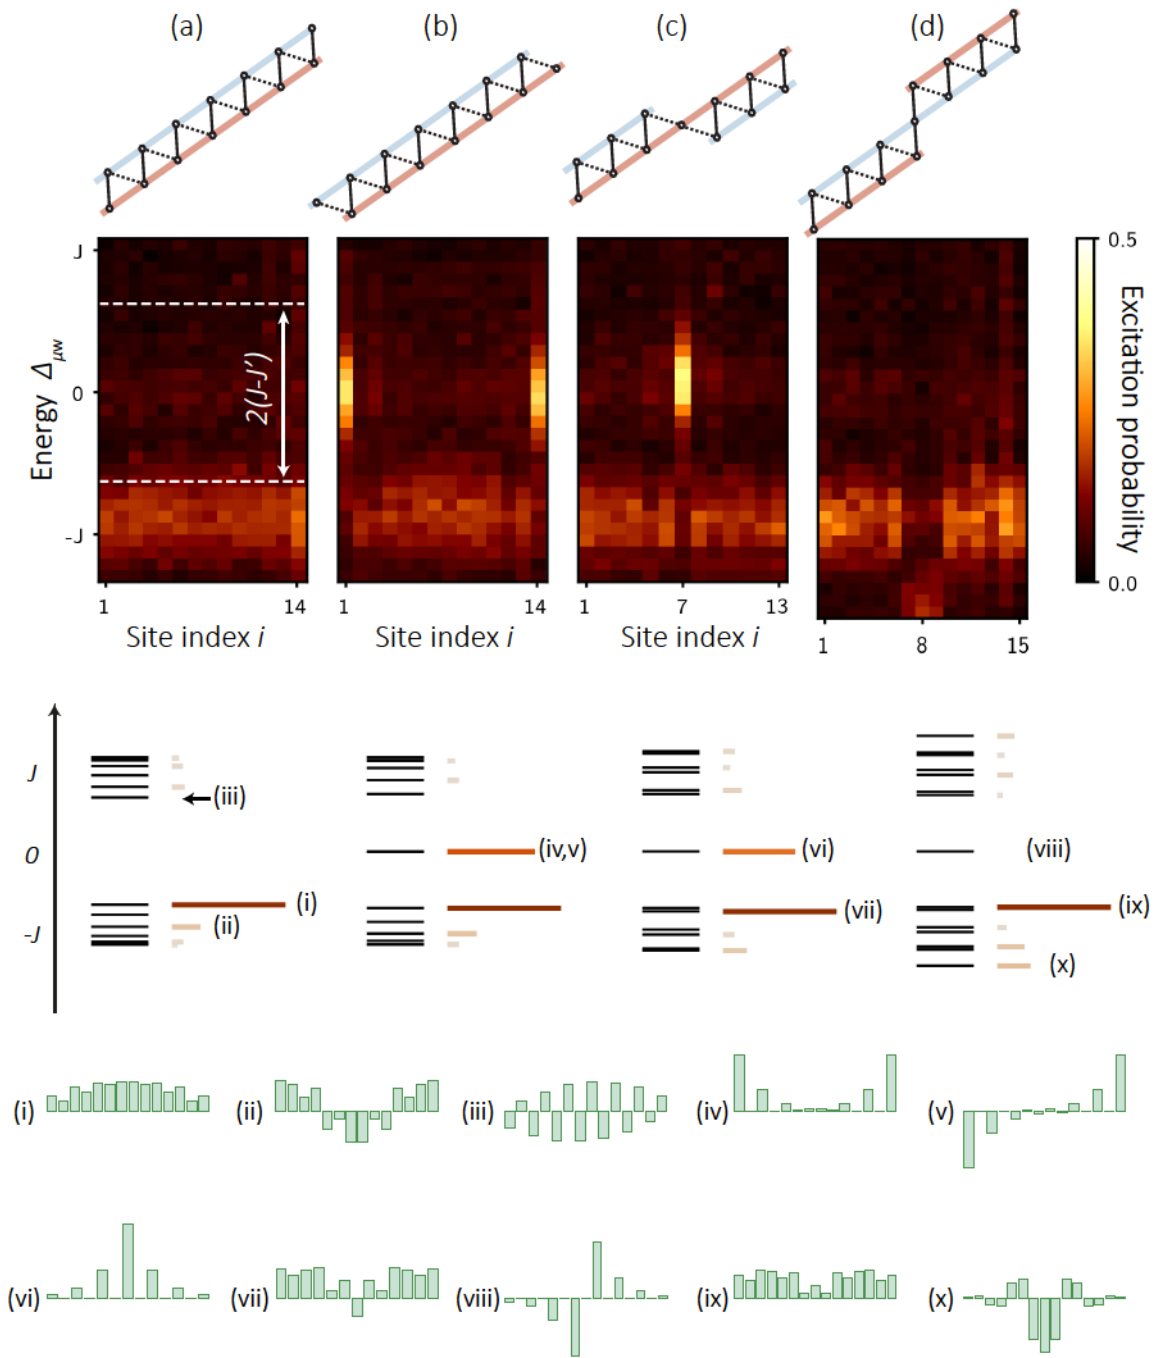 (a) (b) (c) (d)
J
0
-J
Energy Δμw
2(J-J')
1 14
1 14
1 7 13
1 8 15
Site index i
Site index i
Site index i
0.5
0.0
Excitation probability
J
0
-J
(iii)
(i)
(ii)
(iv,v)
(vi)
(vii)
(viii)
(ix)
(x)
(i) (ii) (iii) (iv) (v)
(vi) (vii) (viii) (ix) (x)